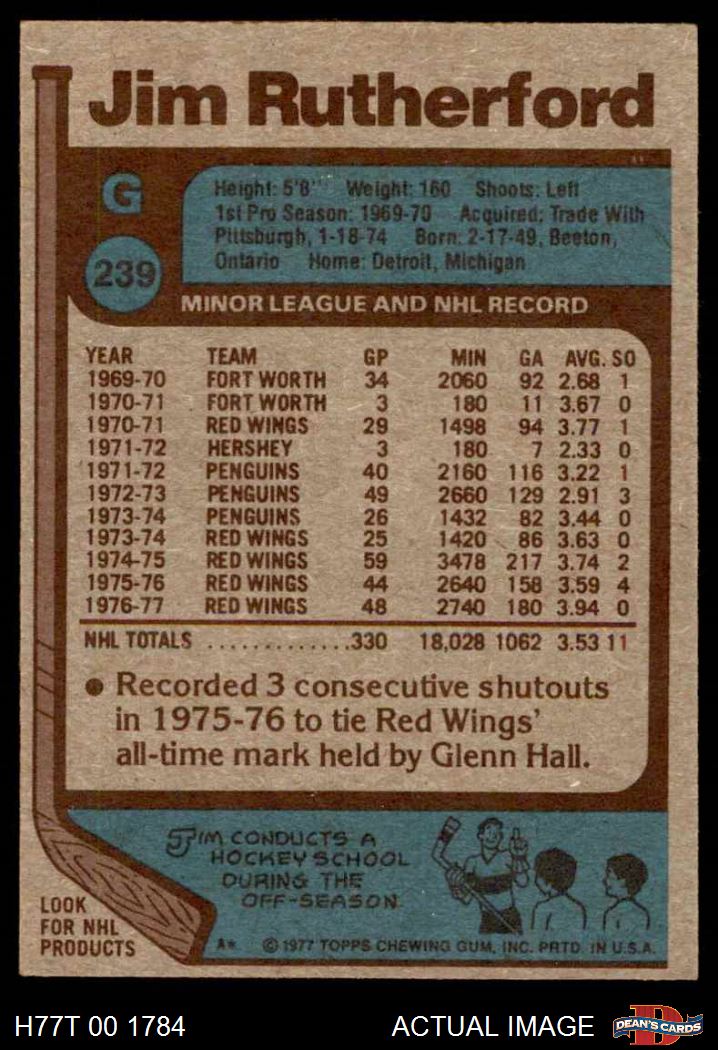 Jim Rutherford
G
Height: 5'8" Weight: 160 Shoots: Left
1st Pro Season: 1969-70 Acquired: Trade With
Pittsburgh, 1-18-74 Born: 2-17-49, Beeton,
Ontario Home: Detroit, Michigan
239
MINOR LEAGUE AND NHL RECORD
YEAR TEAM GP MIN GA AVG. SO
1969-70 FORT WORTH 34 2060 92 2.68 1
1970-71 FORT WORTH 3 180 11 3.67 0
1970-71 RED WINGS 29 1498 94 3.77 1
1971-72 HERSHEY 3 180 7 2.33 0
1971-72 PENGUINS 40 2160 116 3.22 1
1972-73 PENGUINS 49 2660 129 2.91 3
1973-74 PENGUINS 26 1432 82 3.44 0
1973-74 RED WINGS 25 1420 86 3.63 0
1974-75 RED WINGS 59 3478 217 3.74 2
1975-76 RED WINGS 44 2640 158 3.59 4
1976-77 RED WINGS 48 2740 180 3.94 0
NHL TOTALS .............330 18,028 1062 3.53 11
● Recorded 3 consecutive shutouts
in 1975-76 to tie Red Wings'
all-time mark held by Glenn Hall.
JIM CONDUCTS A
HOCKEY SCHOOL
DURING THE
OFF-SEASON
LOOK
FOR NHL
PRODUCTS
A* © 1977 TOPPS CHEWING GUM, INC. PRTD. IN U.S.A.
H77T 00 1784 ACTUAL IMAGE D DEAN'S CARDS